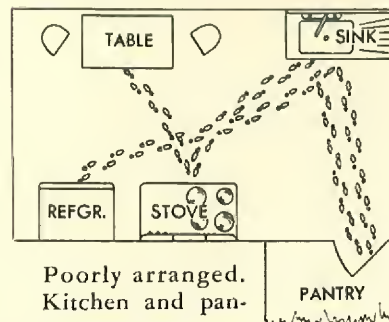 TABLE
SINK
REFGR.
STOVE
Poorly arranged.
Kitchen and pan-
PANTRY